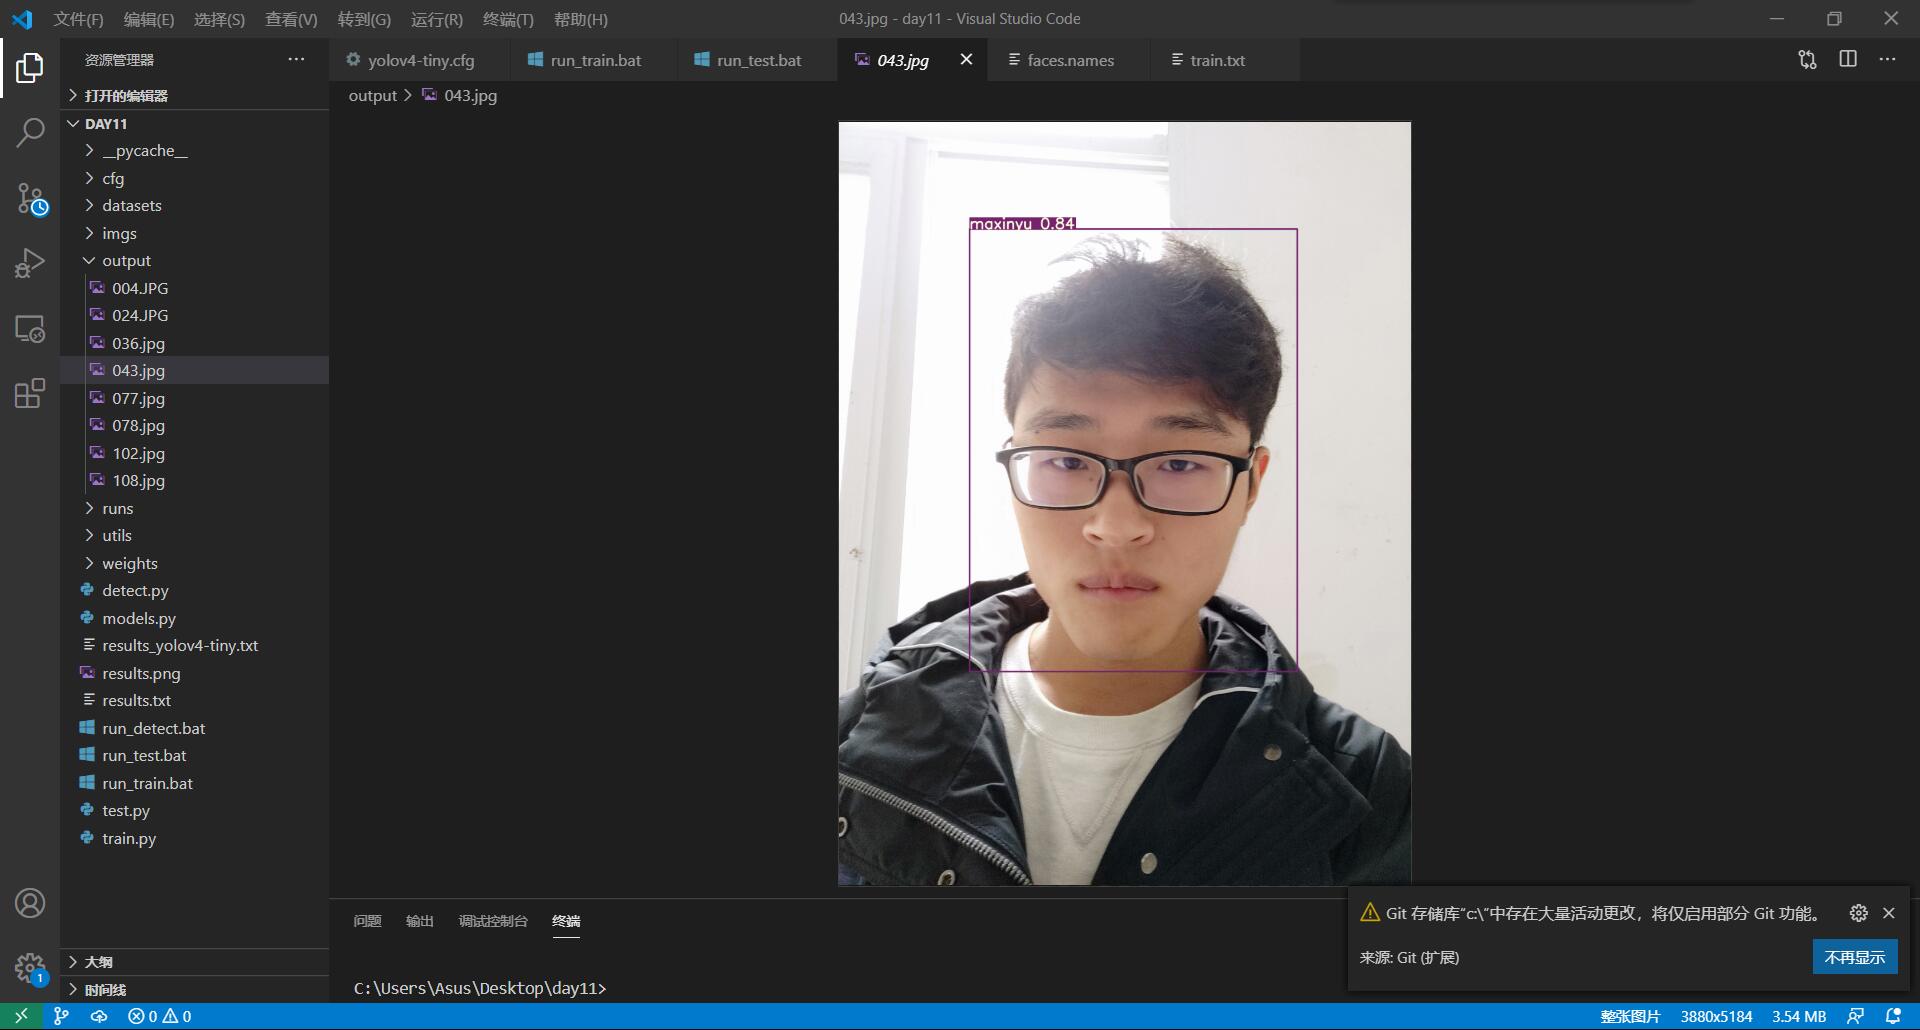 文件(F) 编辑(E) 选择(S) 查看(V) 转到(G) 运行(R) 终端(T) 帮助(H) 043.jpg - day11 - Visual Studio Code
资源管理器 ···
yolov4-tiny.cfg run_train.bat run_test.bat 043.jpg faces.names train.txt
打开的编辑器
output > 043.jpg
DAY11
__pycache__
cfg
datasets
imgs
output
004.JPG
024.JPG
036.jpg
043.jpg
077.jpg
078.jpg
102.jpg
108.jpg
runs
utils
weights
detect.py
models.py
results_yolov4-tiny.txt
results.png
results.txt
run_detect.bat
run_test.bat
run_train.bat
test.py
train.py
大纲
时间线
maxinyu 0.84
问题 输出 调试控制台 终端
C:\Users\Asus\Desktop\day11>
Git 存储库“c:\”中存在大量活动更改，将仅启用部分 Git 功能。
来源: Git (扩展)
不再显示
1
0 0
整张图片 3880x5184 3.54 MB